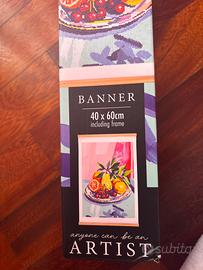 BANNER
40 x 60cm
including frame
anyone can be an
ARTIST
subito